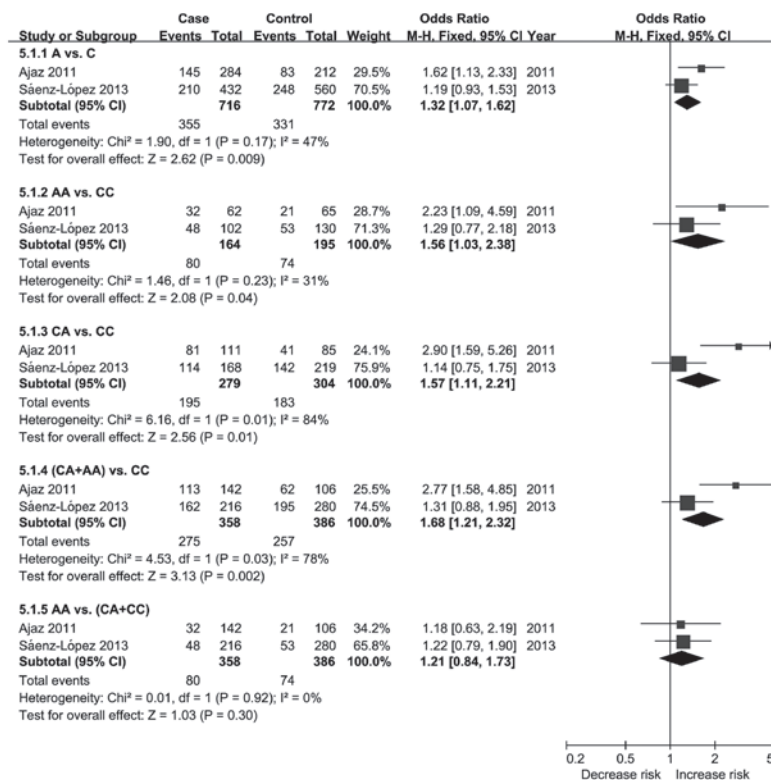 Case Control Odds Ratio Odds Ratio
Study or Subgroup Events Total Events Total Weight M-H, Fixed, 95% CI Year M-H, Fixed, 95% CI
5.1.1 A vs. C
Ajaz 2011 145 284 83 212 29.5% 1.62 [1.13, 2.33] 2011
Sáenz-López 2013 210 432 248 560 70.5% 1.19 [0.93, 1.53] 2013
Subtotal (95% CI) 716 772 100.0% 1.32 [1.07, 1.62]
Total events 355 331
Heterogeneity: Chi² = 1.90, df = 1 (P = 0.17); I² = 47%
Test for overall effect: Z = 2.62 (P = 0.009)
5.1.2 AA vs. CC
Ajaz 2011 32 62 21 65 28.7% 2.23 [1.09, 4.59] 2011
Sáenz-López 2013 48 102 53 130 71.3% 1.29 [0.77, 2.18] 2013
Subtotal (95% CI) 164 195 100.0% 1.56 [1.03, 2.38]
Total events 80 74
Heterogeneity: Chi² = 1.46, df = 1 (P = 0.23); I² = 31%
Test for overall effect: Z = 2.08 (P = 0.04)
5.1.3 CA vs. CC
Ajaz 2011 81 111 41 85 24.1% 2.90 [1.59, 5.26] 2011
Sáenz-López 2013 114 168 142 219 75.9% 1.14 [0.75, 1.75] 2013
Subtotal (95% CI) 279 304 100.0% 1.57 [1.11, 2.21]
Total events 195 183
Heterogeneity: Chi² = 6.16, df = 1 (P = 0.01); I² = 84%
Test for overall effect: Z = 2.56 (P = 0.01)
5.1.4 (CA+AA) vs. CC
Ajaz 2011 113 142 62 106 25.5% 2.77 [1.58, 4.85] 2011
Sáenz-López 2013 162 216 195 280 74.5% 1.31 [0.88, 1.95] 2013
Subtotal (95% CI) 358 386 100.0% 1.68 [1.21, 2.32]
Total events 275 257
Heterogeneity: Chi² = 4.53, df = 1 (P = 0.03); I² = 78%
Test for overall effect: Z = 3.13 (P = 0.002)
5.1.5 AA vs. (CA+CC)
Ajaz 2011 32 142 21 106 34.2% 1.18 [0.63, 2.19] 2011
Sáenz-López 2013 48 216 53 280 65.8% 1.22 [0.79, 1.90] 2013
Subtotal (95% CI) 358 386 100.0% 1.21 [0.84, 1.73]
Total events 80 74
Heterogeneity: Chi² = 0.01, df = 1 (P = 0.92); I² = 0%
Test for overall effect: Z = 1.03 (P = 0.30)
0.2 0.5 1 2 5
Decrease risk Increase risk